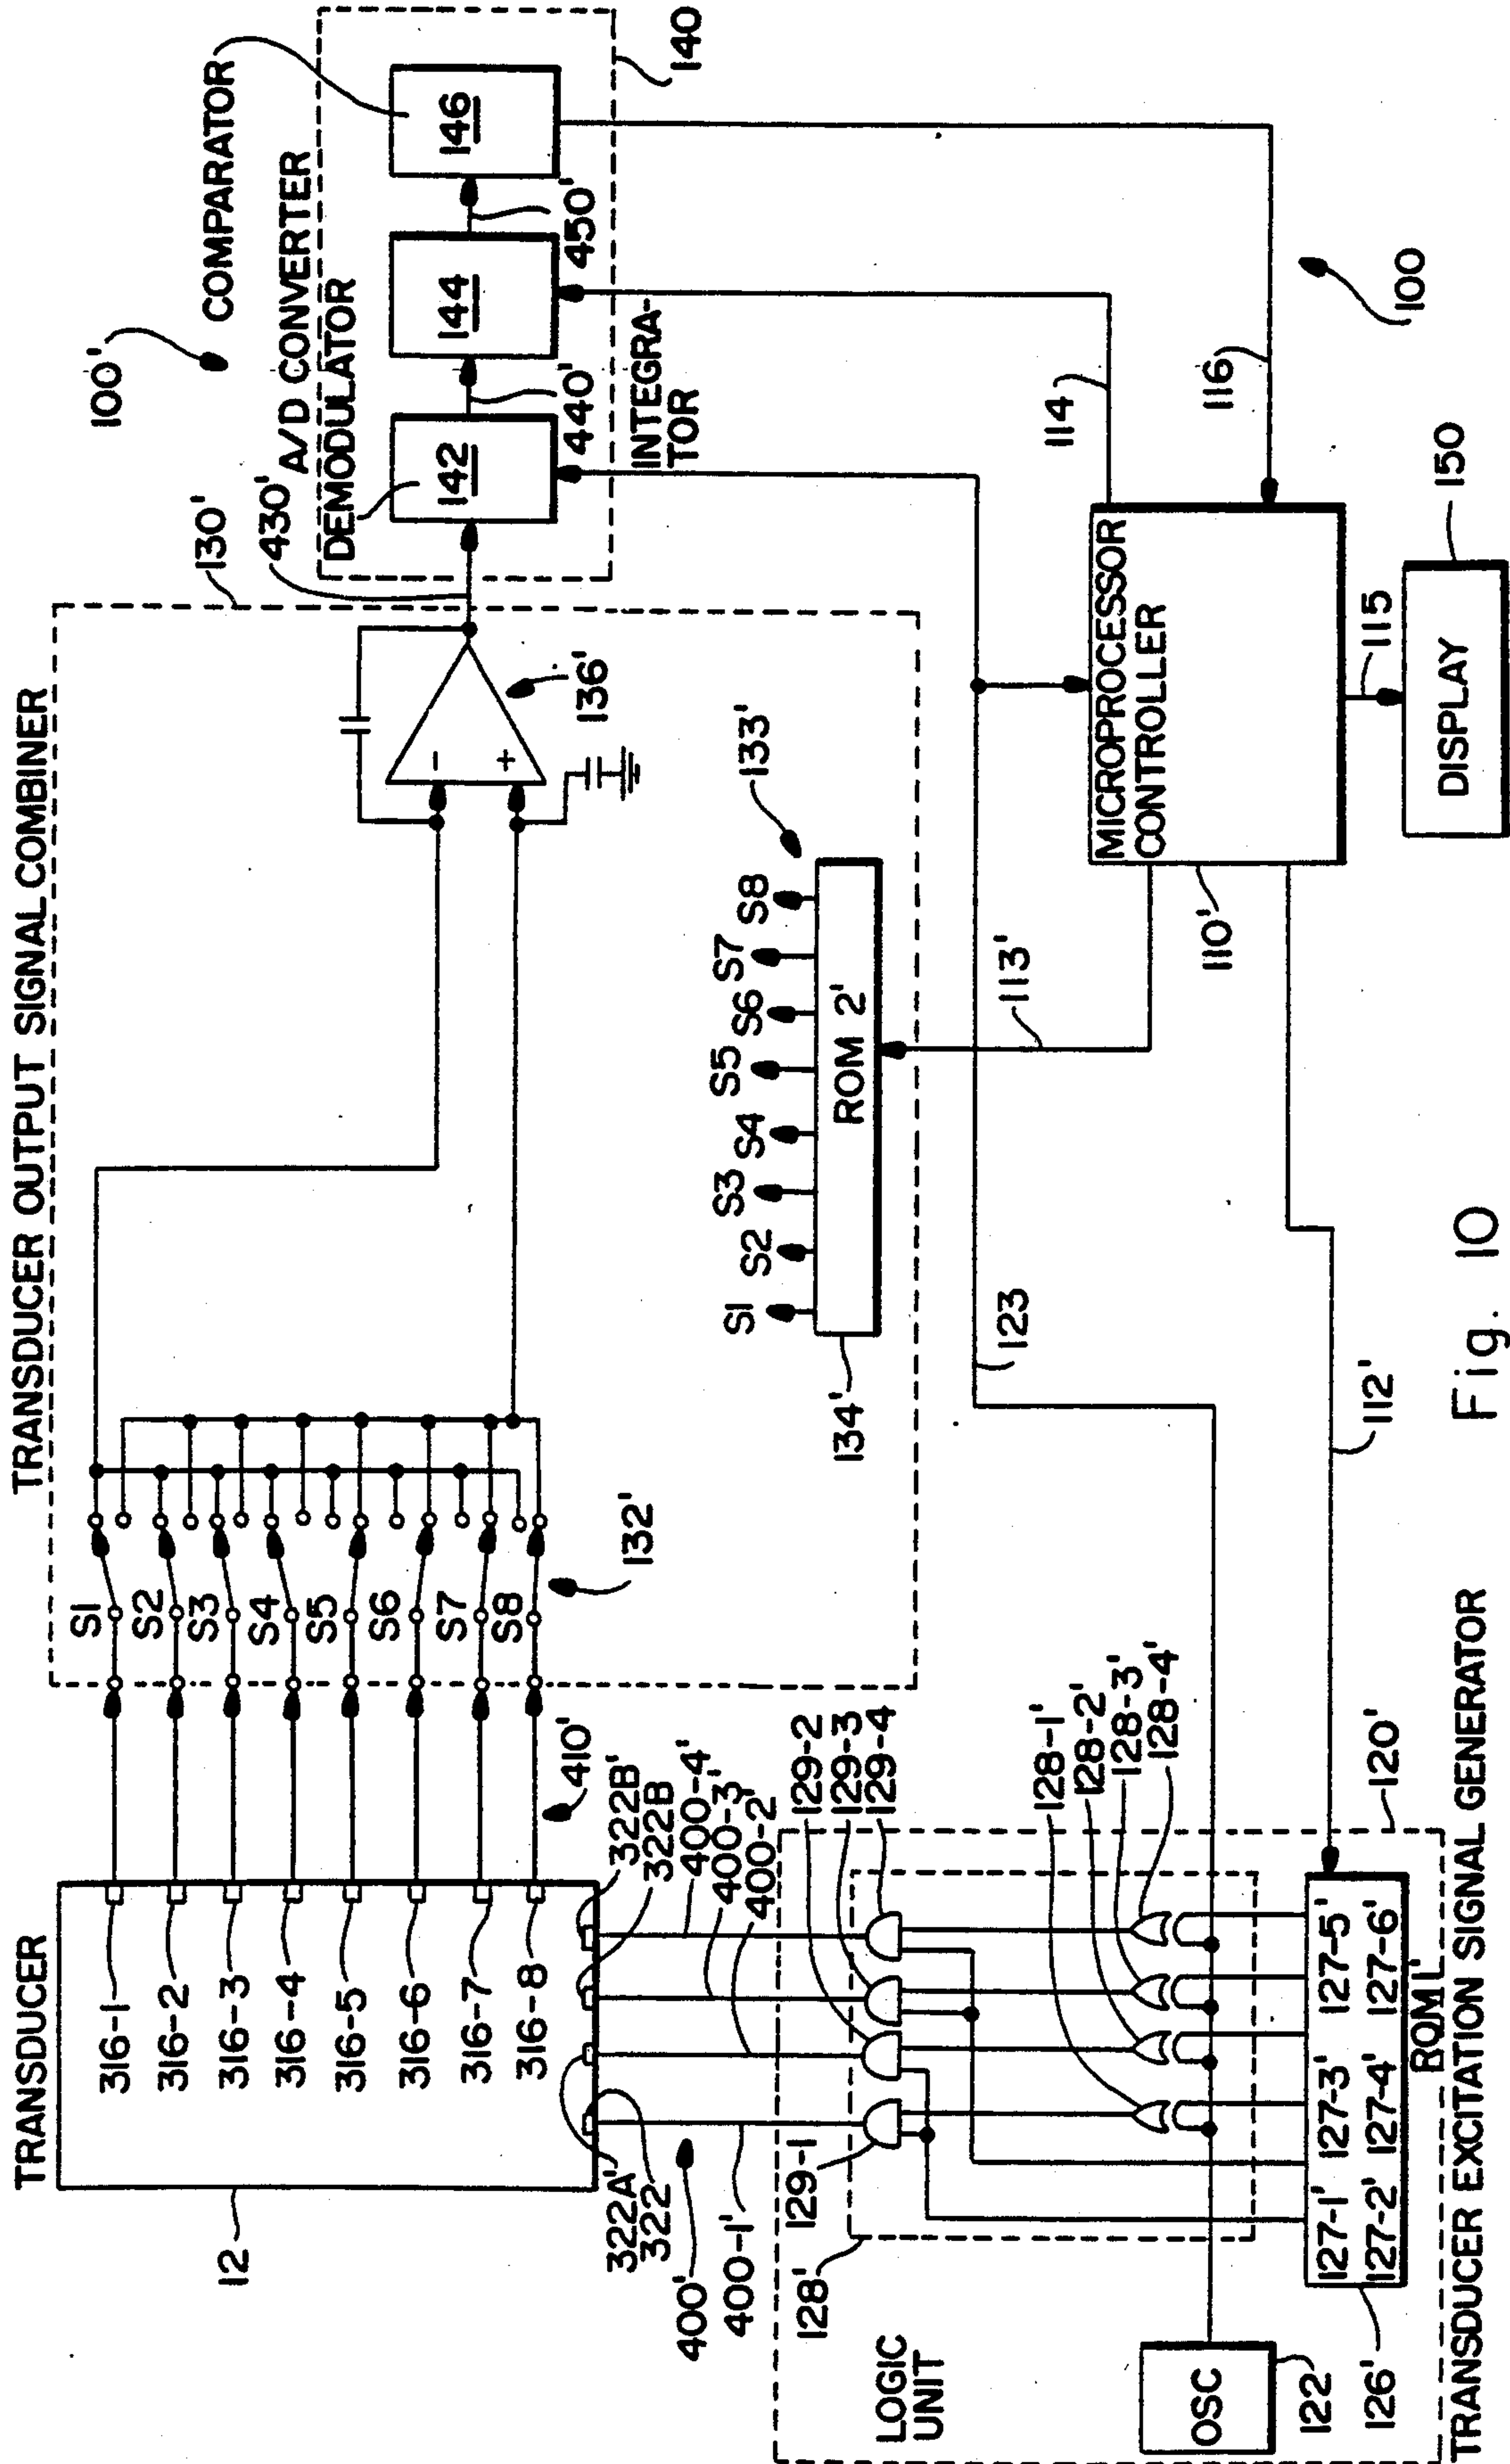 TRANSDUCER OUTPUT SIGNAL COMBINER
130'
430'
100'
COMPARATOR
A/D CONVERTER
DEMODULATOR
142
144
146
440'
450'
INTEGRA-
TOR
140
TRANSDUCER
12
316-1
316-2
316-3
316-4
316-5
316-6
316-7
316-8
S1
S2
S3
S4
S5
S6
S7
S8
132'
410'
-
+
136'
133'
S1
S2
S3
S4
S5
S6
S7
S8
ROM 2'
134'
322A'
322
322B'
322B
400'
400-1'
400-4'
400-3'
400-2'
129-1
129-2
129-3
129-4
128'
128-1'
128-2'
128-3'
128-4'
LOGIC
UNIT
OSC
122
123
113'
114
116
100
MICROPROCESSOR
CONTROLLER
110'
115
150
DISPLAY
112'
120'
127-1'
127-3'
127-5'
127-2'
127-4'
127-6'
ROM 1'
126'
TRANSDUCER EXCITATION SIGNAL GENERATOR
Fig. 10